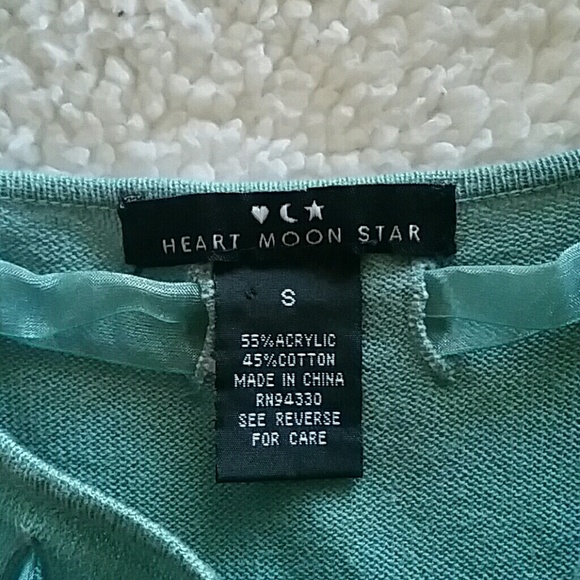 HEART MOON STAR
S
55%ACRYLIC
45%COTTON
MADE IN CHINA
RN94330
SEE REVERSE
FOR CARE